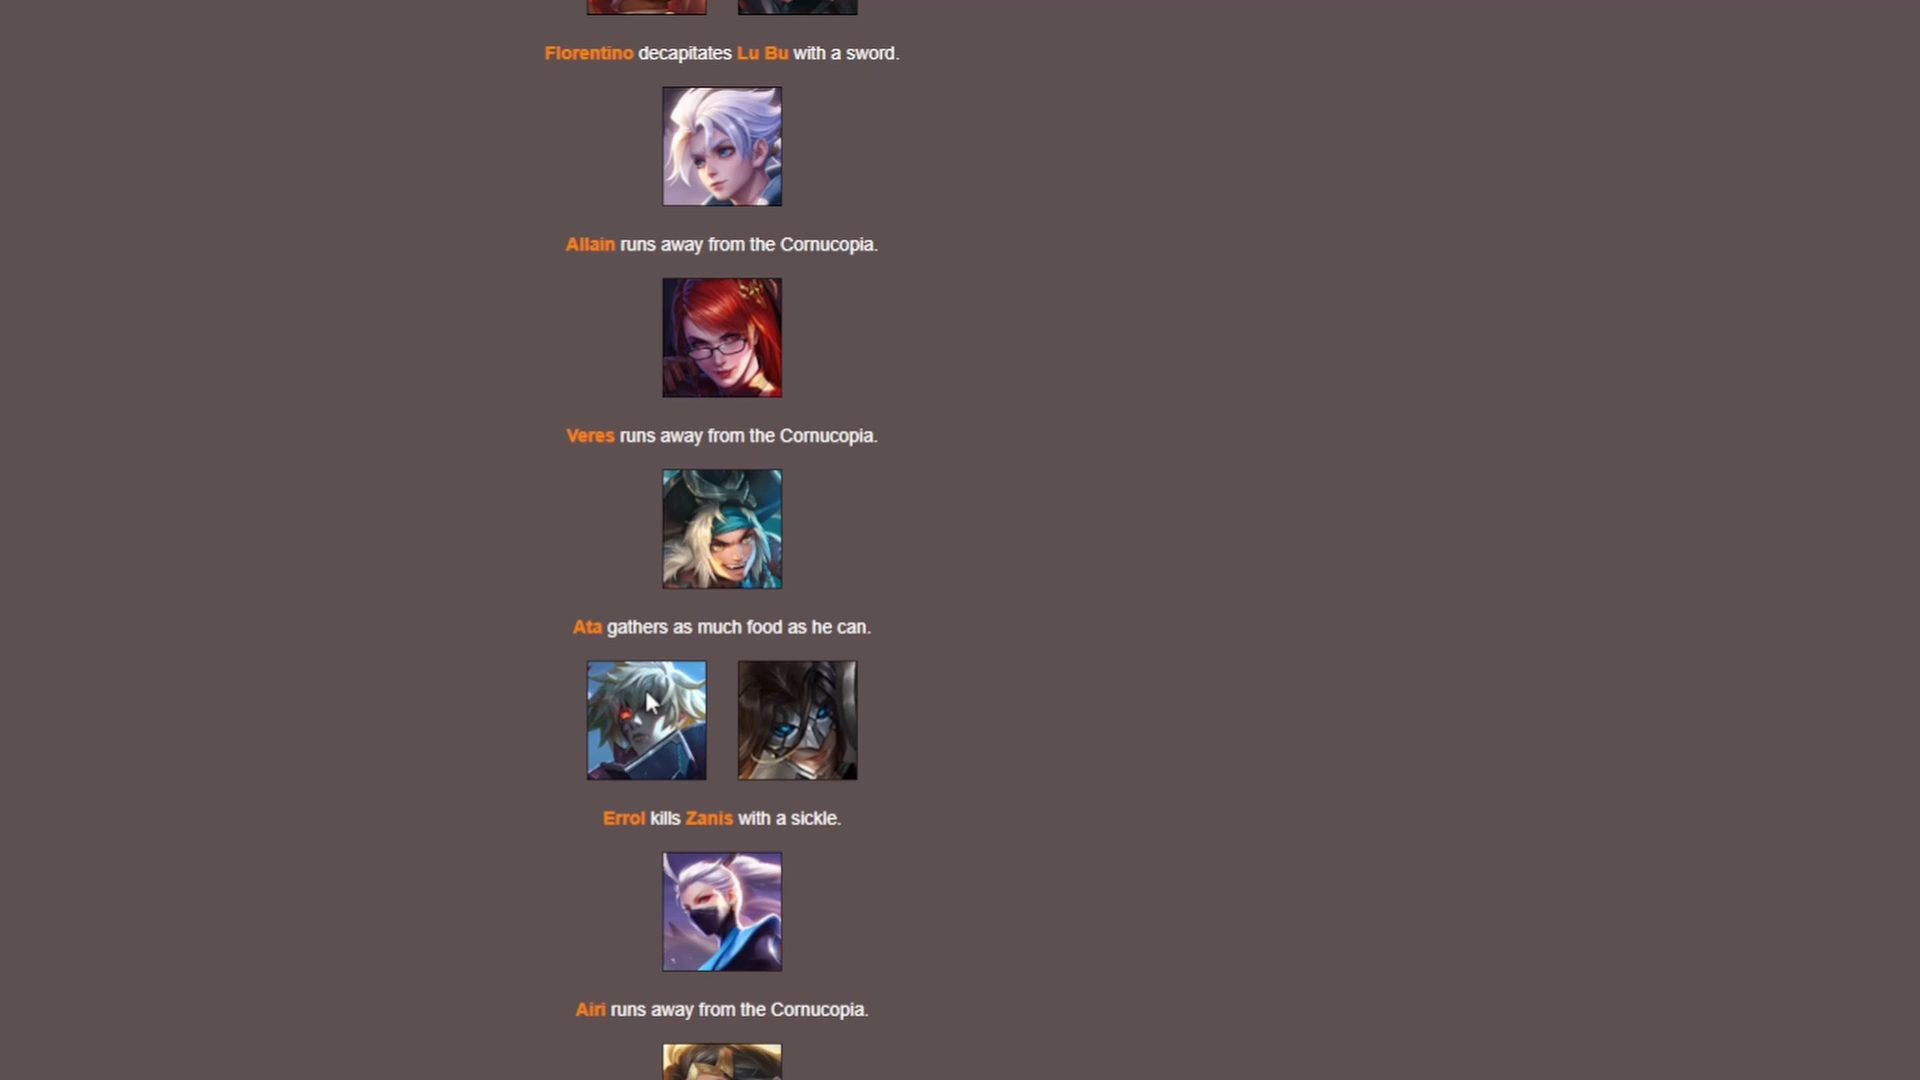 Florentino decapitates Lu Bu with a sword.
Allain runs away from the Cornucopia.
Veres runs away from the Cornucopia.
Ata gathers as much food as he can.
Errol kills Zanis with a sickle.
Airi runs away from the Cornucopia.